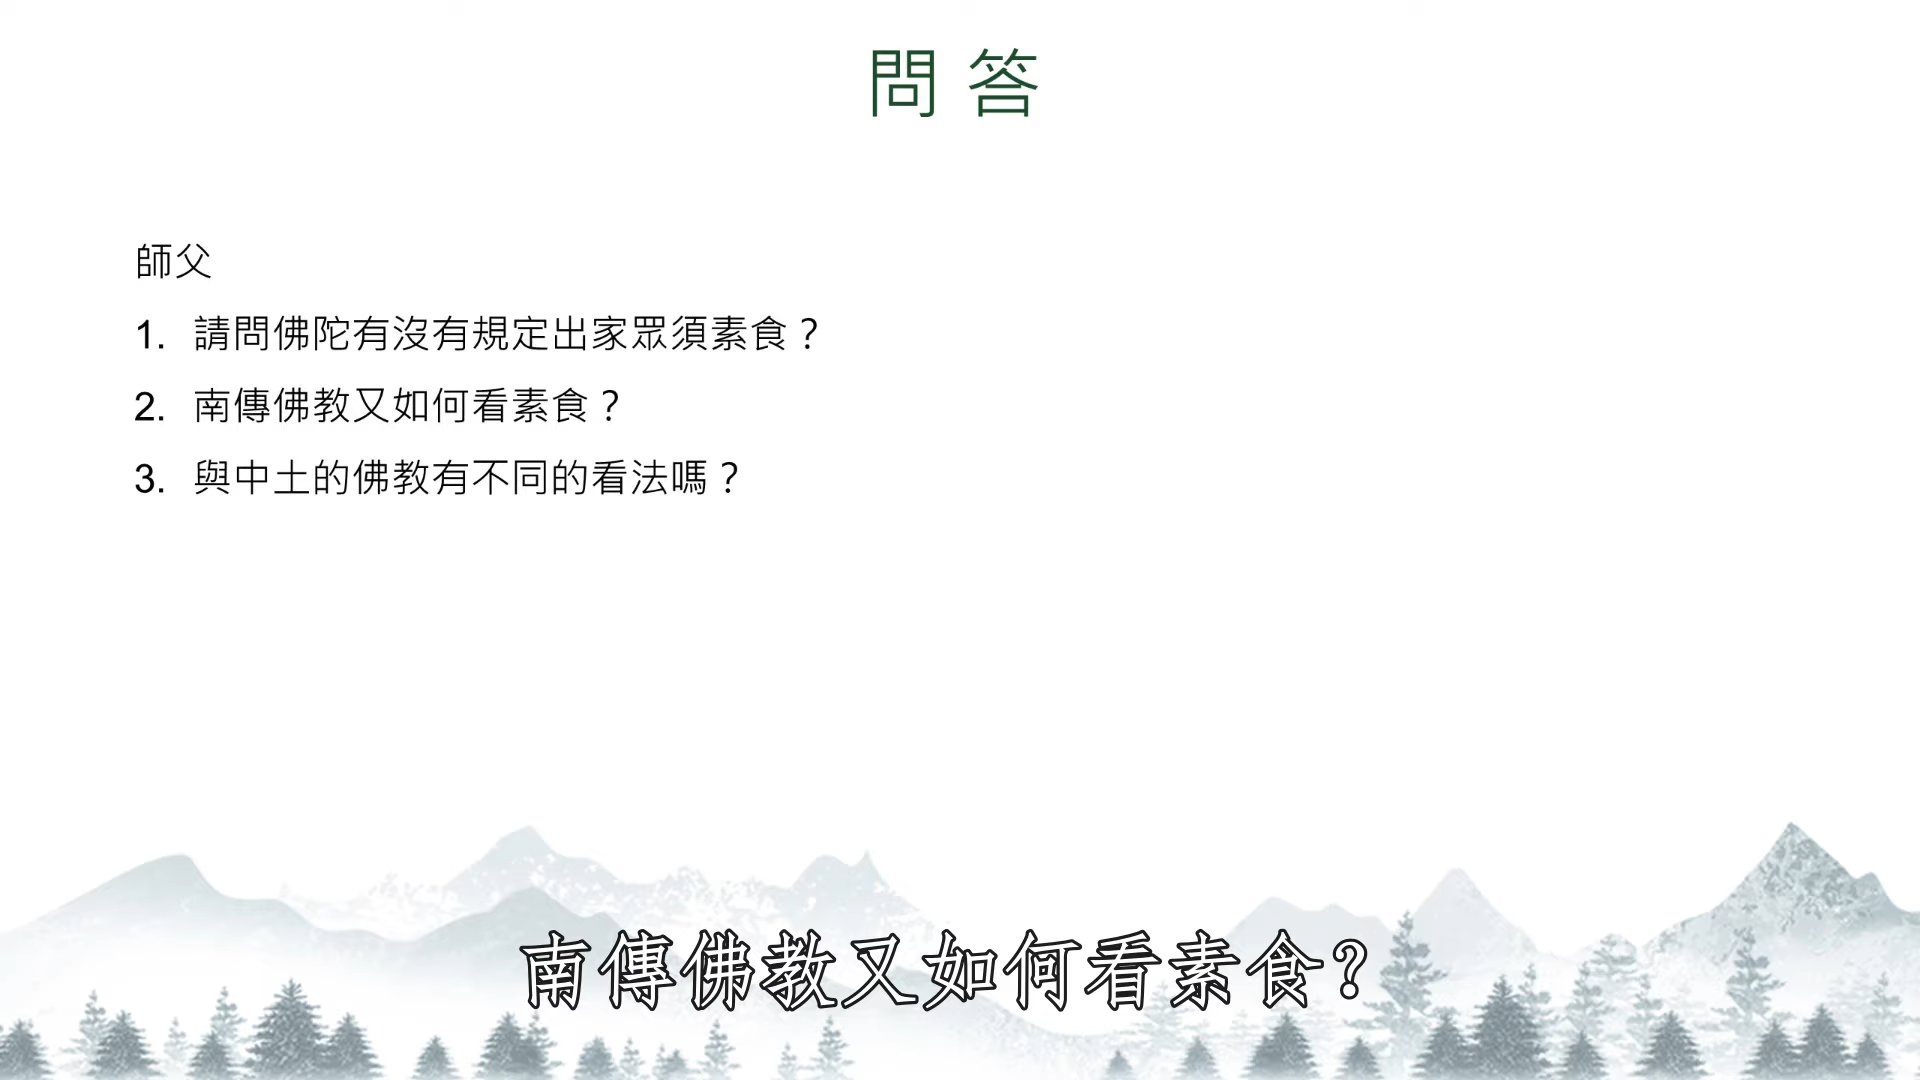 問 答
師父
1. 請問佛陀有沒有規定出家眾須素食？
2. 南傳佛教又如何看素食？
3. 與中土的佛教有不同的看法嗎？
南傳佛教又如何看素食？